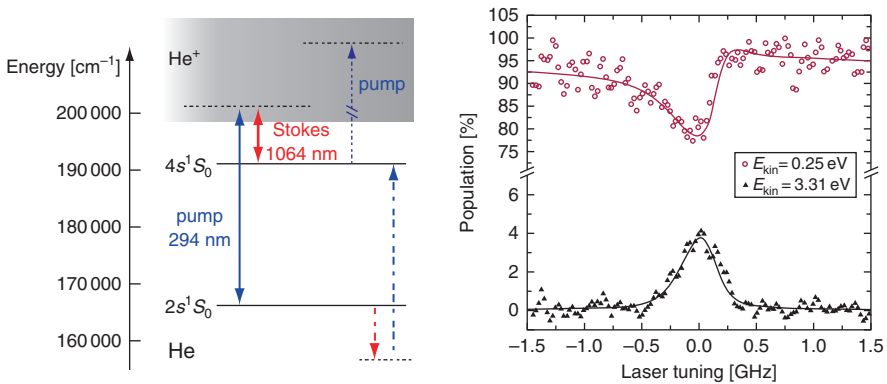 Energy [cm⁻¹]
He⁺
pump
200 000
Stokes
1064 nm
190 000
4s¹S₀
pump
294 nm
180 000
170 000
2s¹S₀
160 000
He
Population [%]
105
100
95
90
85
80
75
4
2
0
E_kin = 0.25 eV
E_kin = 3.31 eV
−1.5 −1.0 −0.5 0.0 0.5 1.0 1.5
Laser tuning [GHz]